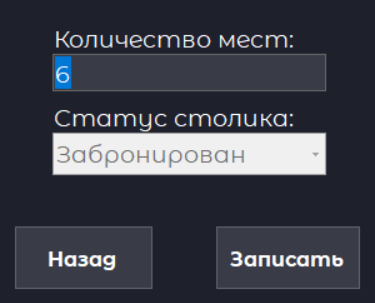 Количество мест:
6
Статус столика:
Забронирован
Назад
Записать